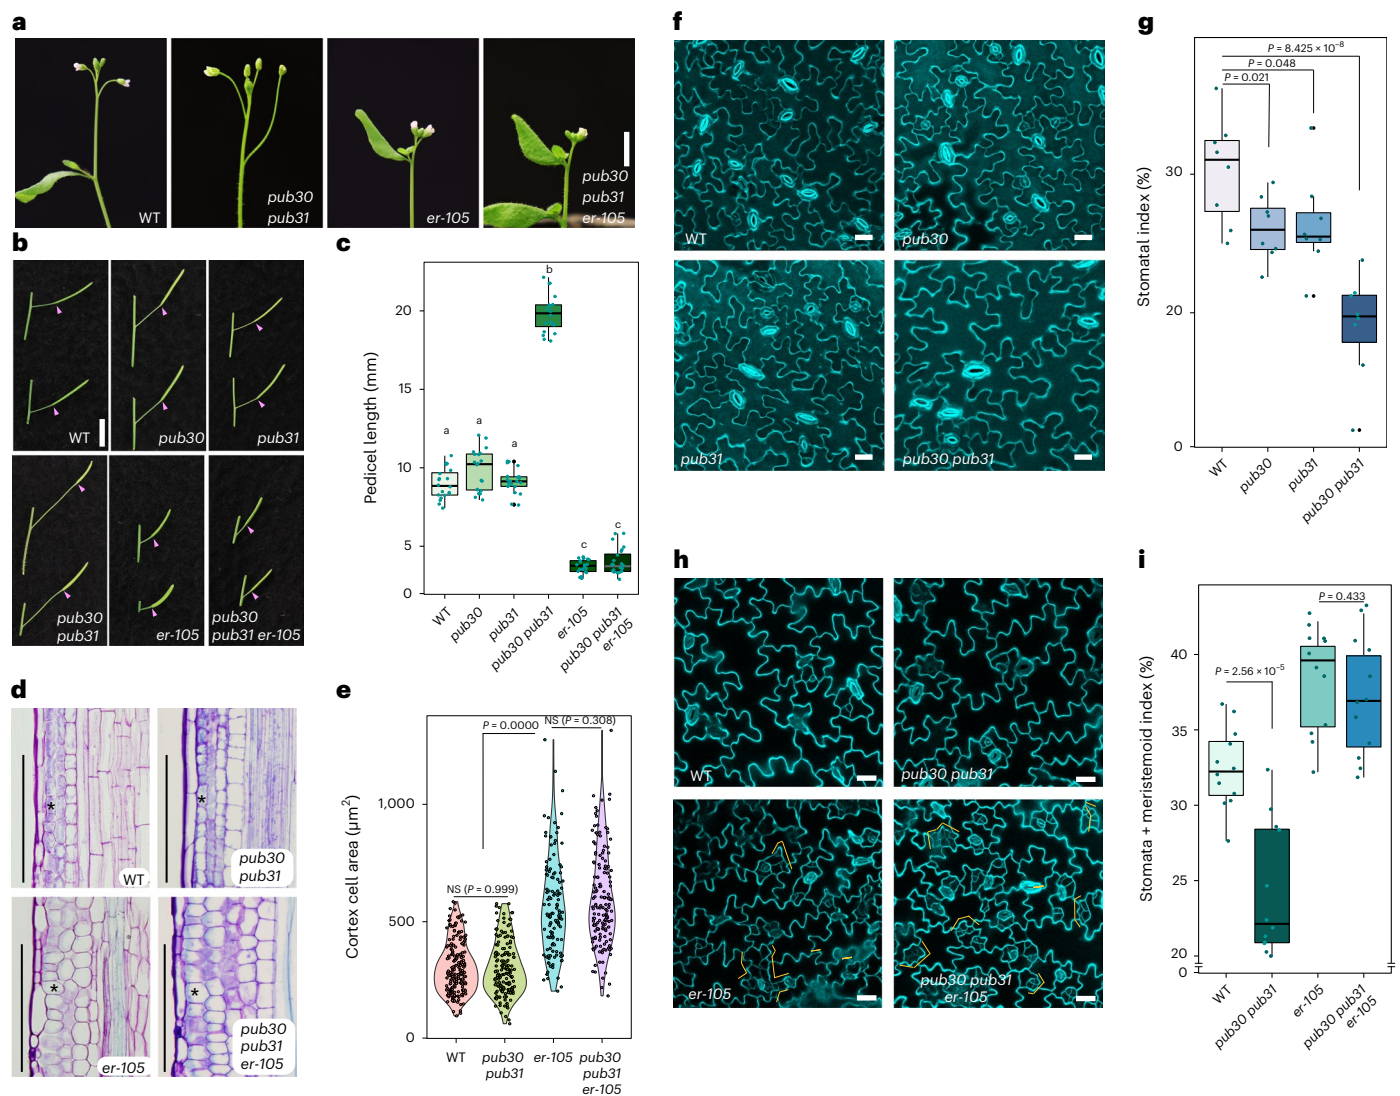 a
WT
pub30
pub31
er-105
pub30
pub31
er-105
b
WT
pub30
pub31
pub30
pub31
er-105
pub30
pub31 er-105
c
Pedicel length (mm)
20
15
10
5
0
a
a
a
b
c
c
WT
pub30
pub31
pub30 pub31
er-105
pub30 pub31
er-105
d
*
WT
*
pub30
pub31
*
er-105
*
pub30
pub31
er-105
e
Cortex cell area (µm²)
1,000
500
0
P = 0.0000
NS (P = 0.308)
NS (P = 0.999)
WT
pub30
pub31
er-105
pub30
pub31
er-105
f
WT
pub30
pub31
pub30 pub31
g
Stomatal index (%)
30
20
0
P = 8.425 × 10⁻⁸
P = 0.048
P = 0.021
WT
pub30
pub31
pub30 pub31
h
WT
pub30 pub31
er-105
pub30 pub31
er-105
i
Stomata + meristemoid index (%)
40
35
30
25
20
0
P = 0.433
P = 2.56 × 10⁻⁵
WT
pub30 pub31
er-105
pub30 pub31
er-105